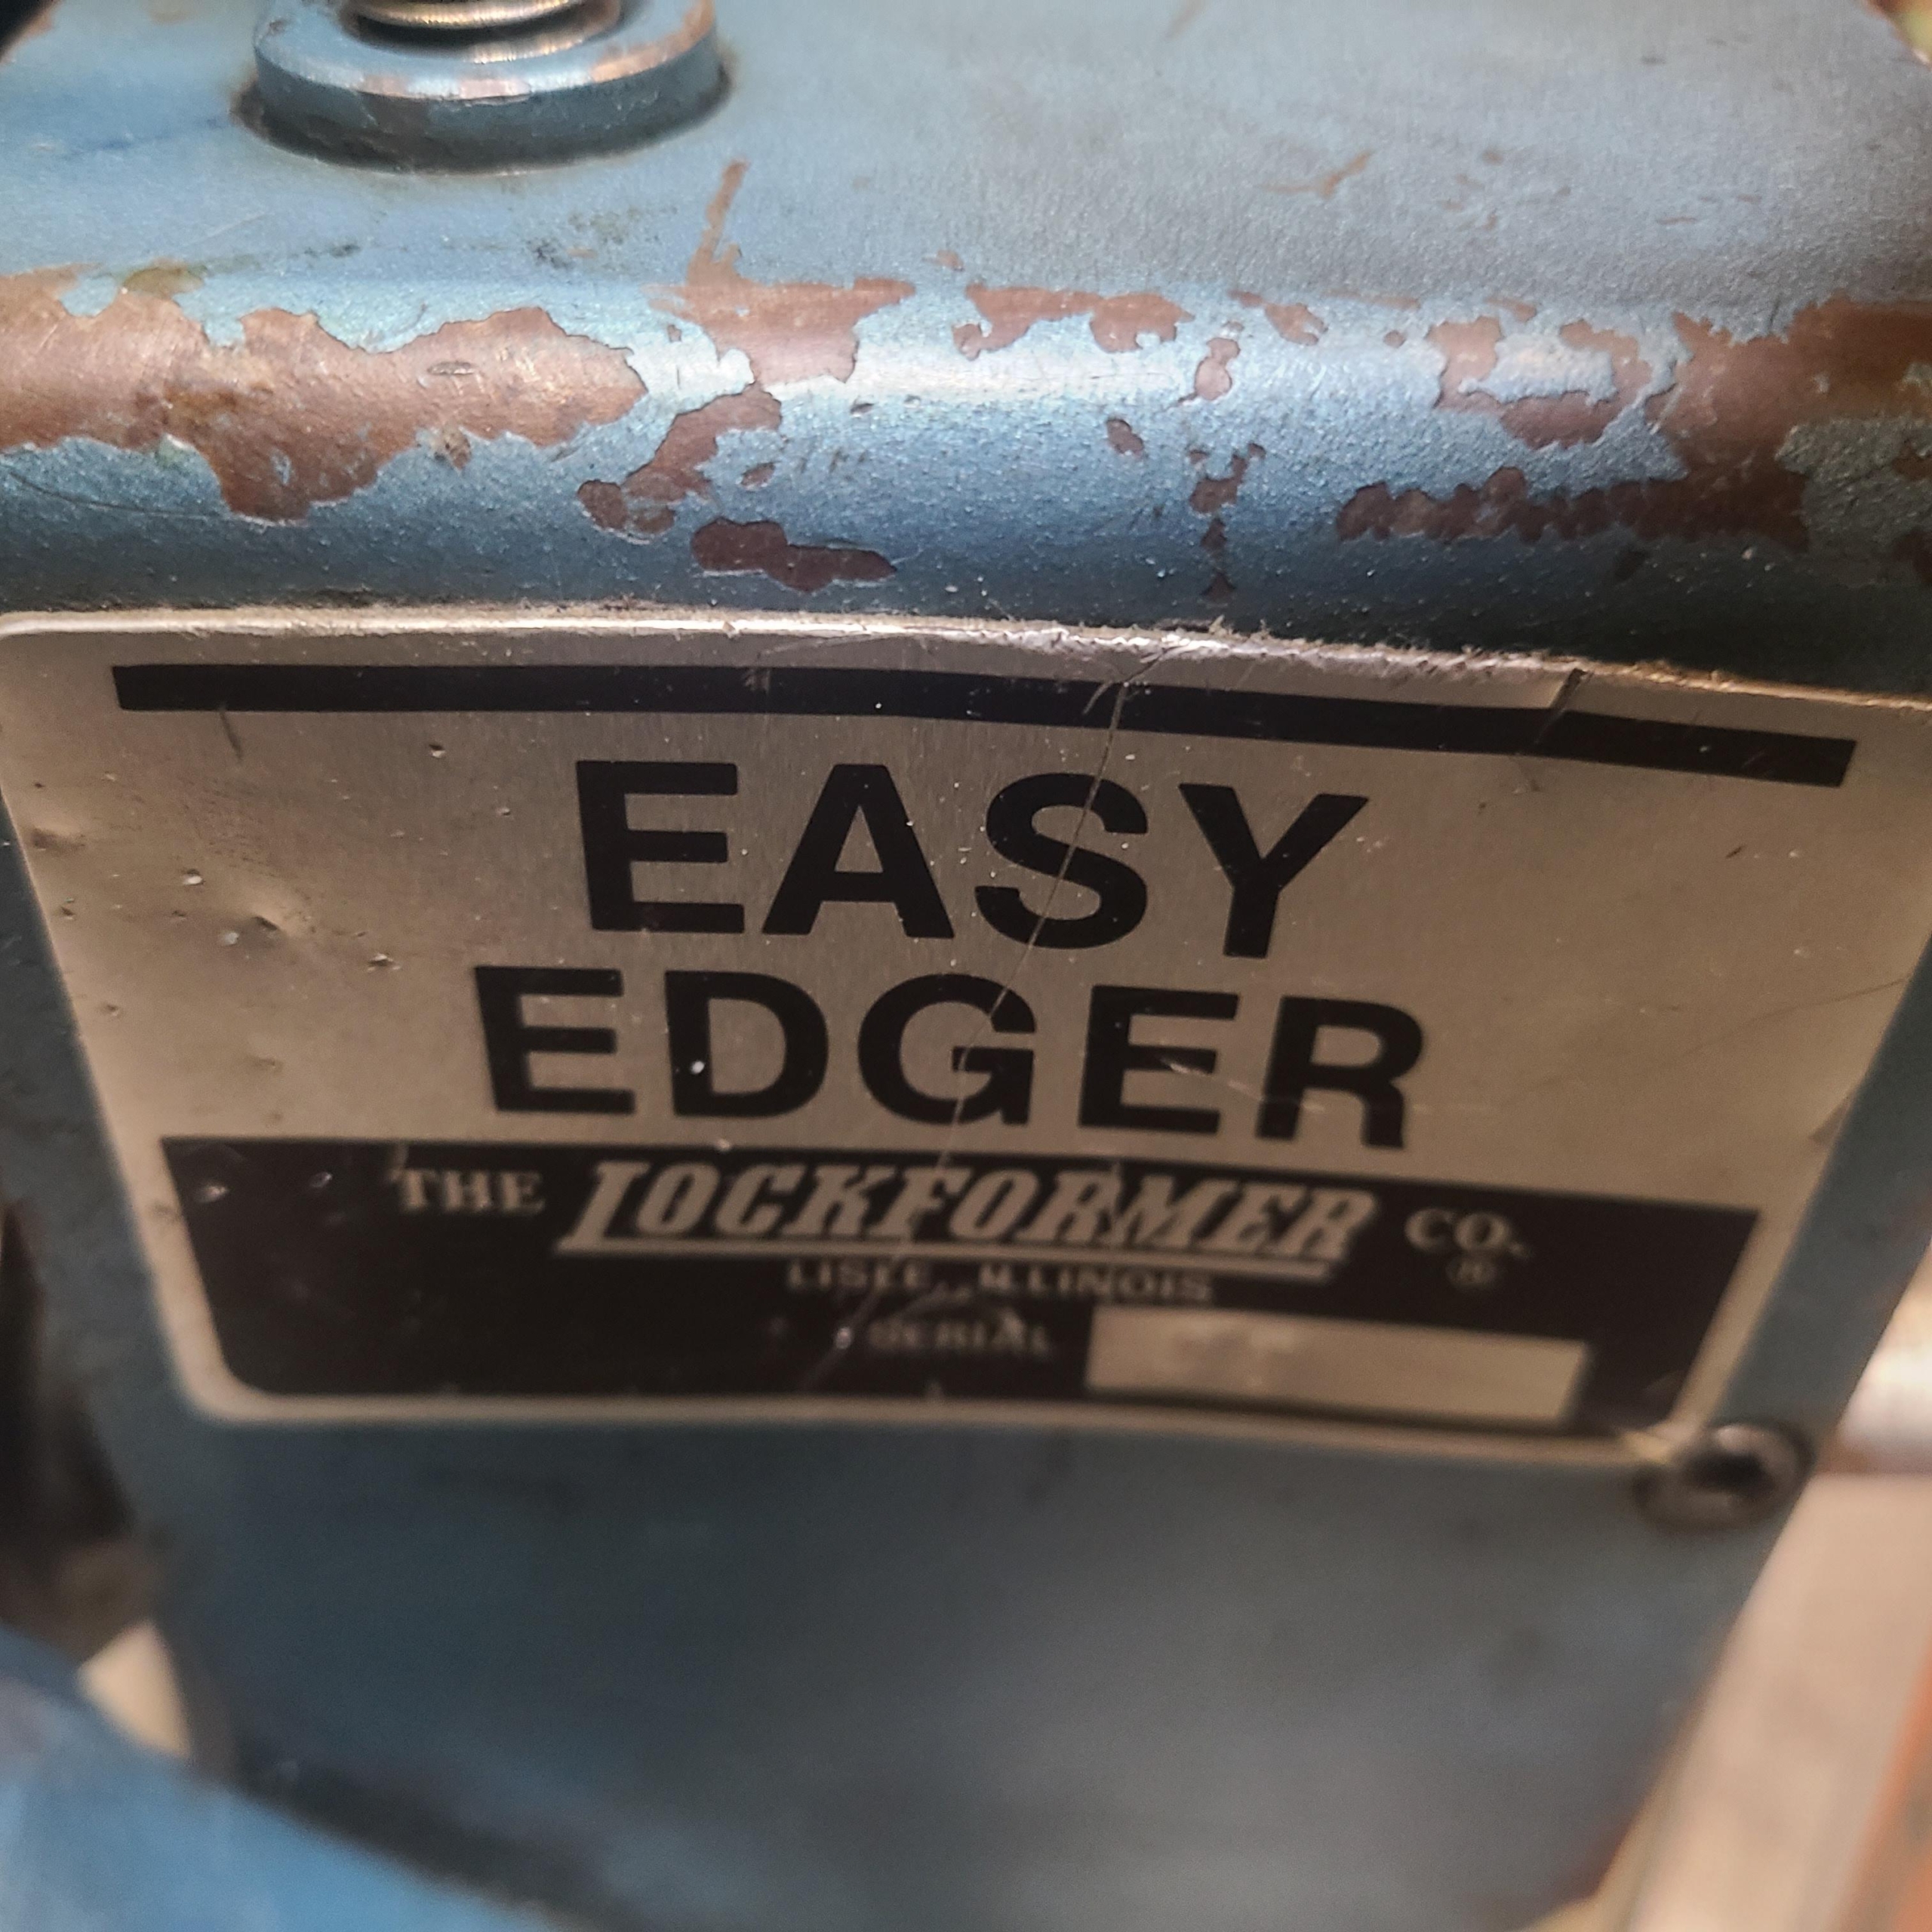 EASY
EDGER
THE LOCKFORMER CO.
®
LISLE, ILLINOIS
SERIAL